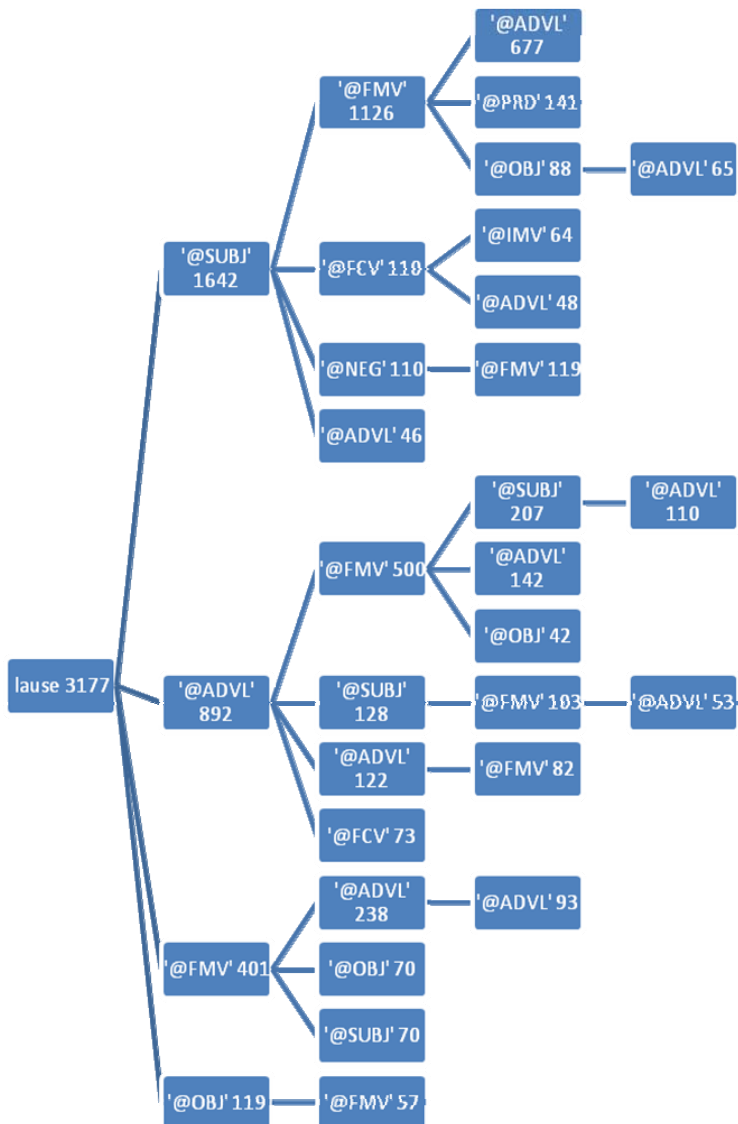 '@ADVL'
677
'@FMV'
1126
'@PRD' 141
'@OBJ' 88
'@ADVL' 65
'@SUBJ'
1642
'@FCV' 118
'@IMV' 64
'@ADVL' 48
'@NEG' 110
'@FMV' 119
'@ADVL' 46
'@FMV' 500
'@SUBJ'
207
'@ADVL'
110
'@ADVL'
142
'@OBJ' 42
lause 3177
'@ADVL'
892
'@SUBJ'
128
'@FMV' 103
'@ADVL' 53
'@ADVL'
122
'@FMV' 82
'@FCV' 73
'@FMV' 401
'@ADVL'
238
'@ADVL' 93
'@OBJ' 70
'@SUBJ' 70
'@OBJ' 119
'@FMV' 57